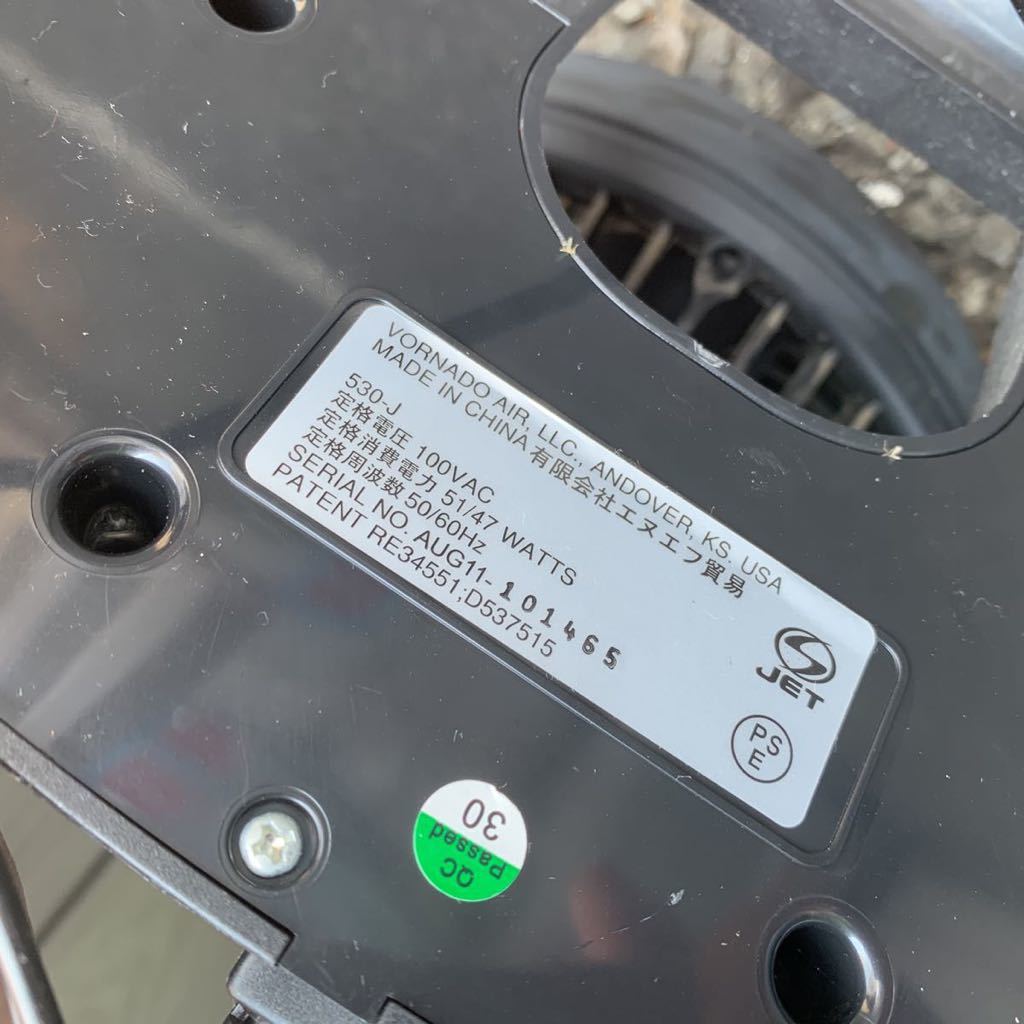 VORNADO AIR, LLC, ANDOVER, KS. USA
MADE IN CHINA 有限会社エヌエフ貿易
530-J
定格電圧 100VAC
定格消費電力 51/47 WATTS
定格周波数 50/60Hz
SERIAL NO. AUG11-101465
PATENT RE34551;D537515
JET
PS
E
QC
Passed
30